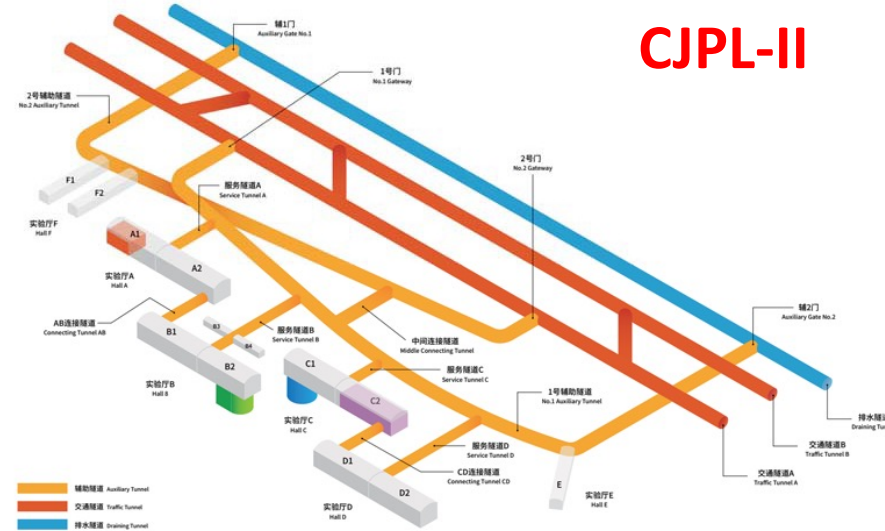 CJPL-II
辅1门
Auxiliary Gate No.1
1号门
No.1 Gateway
2号辅助隧道
No.2 Auxiliary Tunnel
2号门
No.2 Gateway
F1
F2
服务隧道A
Service Tunnel A
实验厅F
Hall F
A1
A2
实验厅A
Hall A
辅2门
Auxiliary Gate No.2
AB连接隧道
Connecting Tunnel AB
B1
B3
B4
B2
服务隧道B
Service Tunnel B
中间连接隧道
Middle Connecting Tunnel
实验厅B
Hall B
C1
C2
服务隧道C
Service Tunnel C
1号辅助隧道
No.1 Auxiliary Tunnel
实验厅C
Hall C
排水隧道
Draining Tun
交通隧道B
Traffic Tunnel B
交通隧道A
Traffic Tunnel A
服务隧道D
Service Tunnel D
D1
CD连接隧道
Connecting Tunnel CD
D2
E
实验厅E
Hall E
实验厅D
Hall D
辅助隧道 Auxiliary Tunnel
交通隧道 Traffic Tunnel
排水隧道 Draining Tunnel